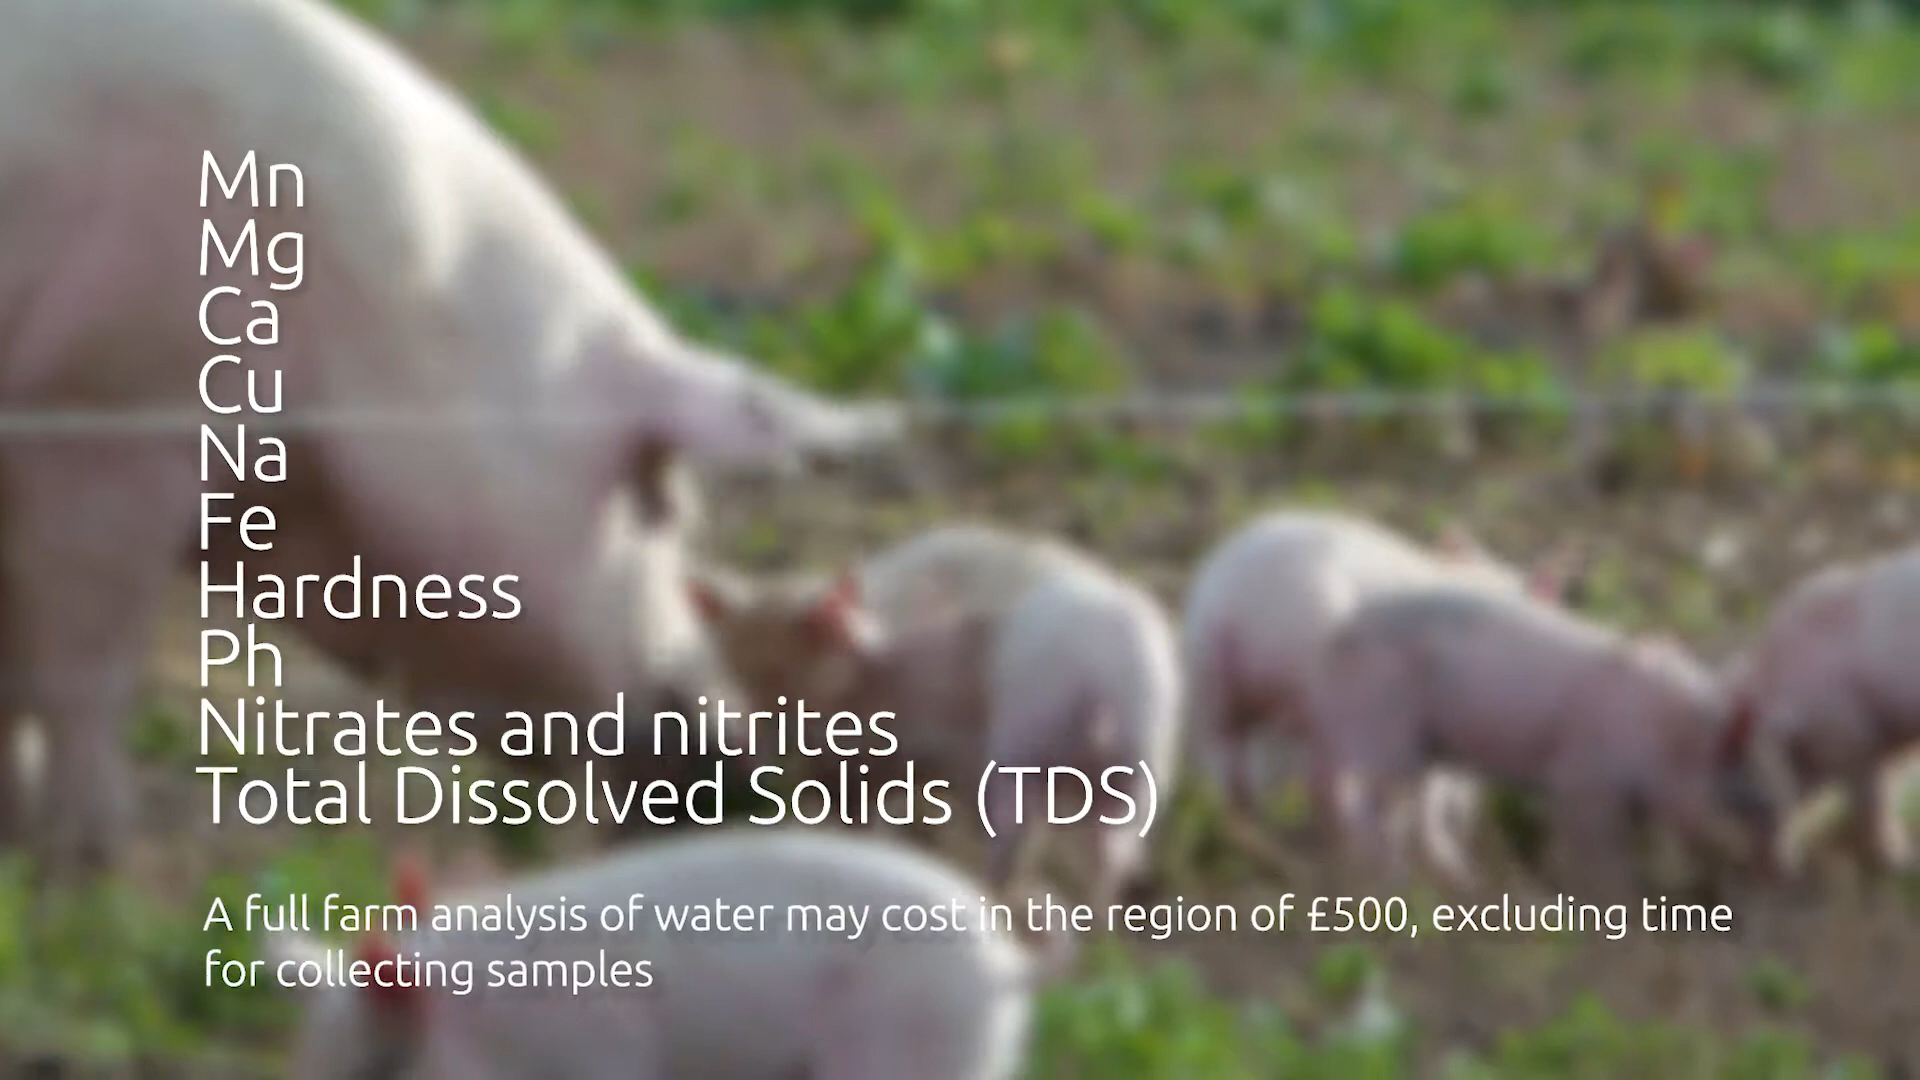 Mn
Mg
Ca
Cu
Na
Fe
Hardness
Ph
Nitrates and nitrites
Total Dissolved Solids (TDS)
A full farm analysis of water may cost in the region of £500, excluding time
for collecting samples